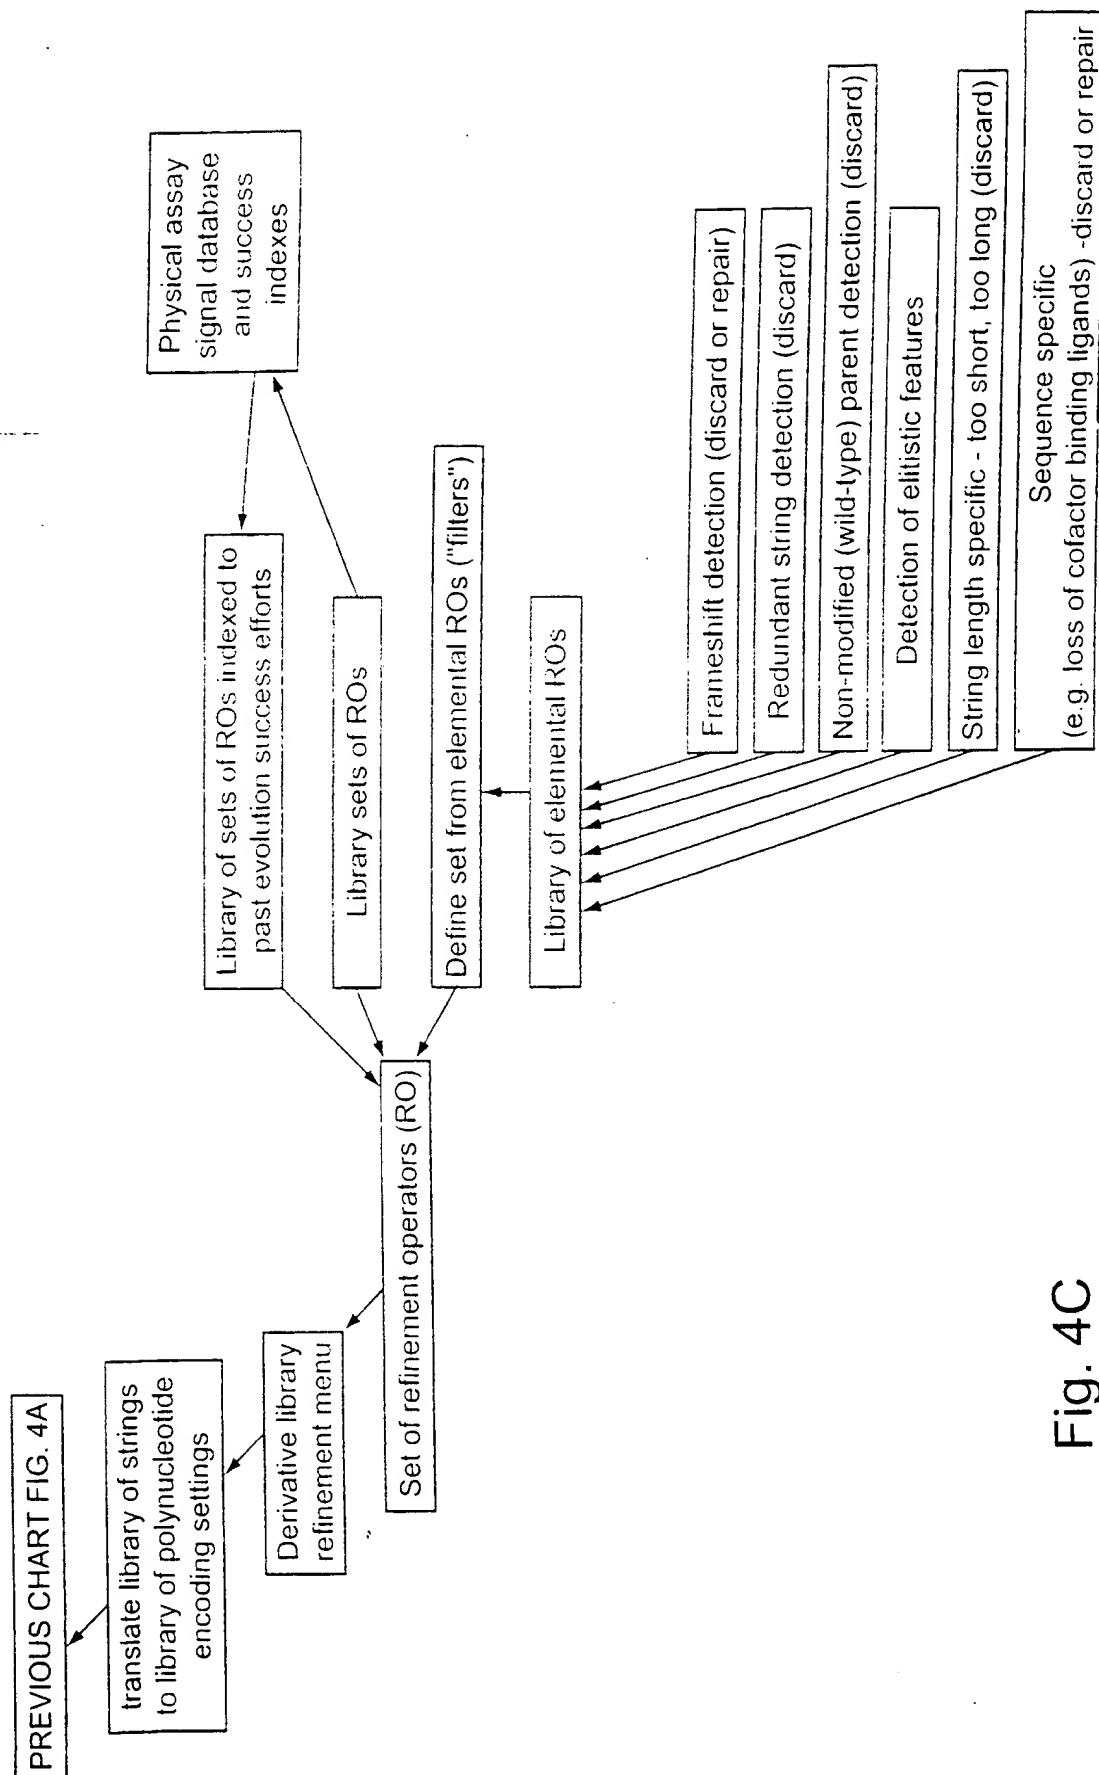 PREVIOUS CHART FIG. 4A
translate library of strings
to library of polynucleotide
encoding settings
Derivative library
refinement menu
Set of refinement operators (RO)
Library of sets of ROs indexed to
past evolution success efforts
Library sets of ROs
Define set from elemental ROs ("filters")
Library of elemental ROs
Physical assay
signal database
and success
indexes
Frameshift detection (discard or repair)
Redundant string detection (discard)
Non-modified (wild-type) parent detection (discard)
Detection of elitistic features
String length specific - too short, too long (discard)
Sequence specific
(e.g. loss of cofactor binding ligands) -discard or repair
Fig. 4C